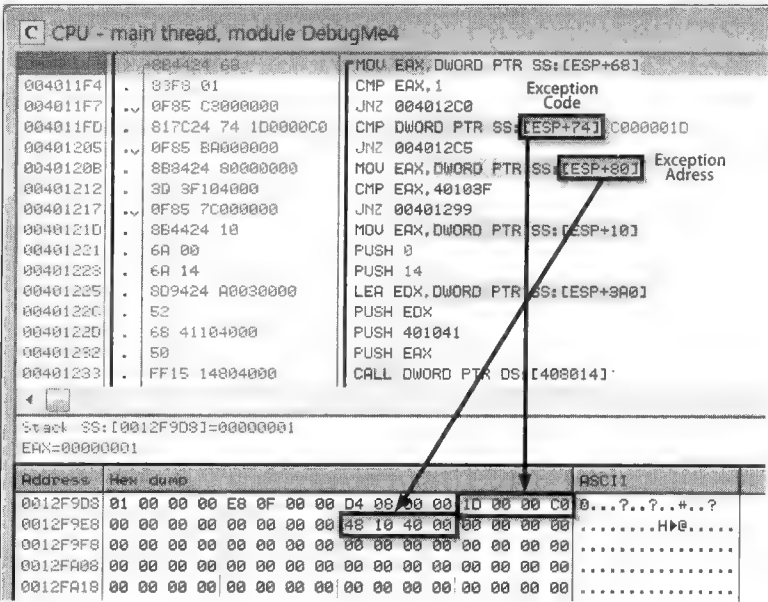 C CPU - main thread, module DebugMe4
8B4424 68 MOV EAX,DWORD PTR SS:[ESP+68]
004011F4 . 83F8 01 CMP EAX,1
004011F7 .v 0F85 C3000000 JNZ 004012C0
004011FD . 817C24 74 1D0000C0 CMP DWORD PTR SS:[ESP+74] C000001D
00401205 .v 0F85 BA000000 JNZ 004012C5
0040120B . 8B8424 80000000 MOV EAX,DWORD PTR SS:[ESP+80]
00401212 . 3D 3F104000 CMP EAX,40103F
00401217 .v 0F85 7C000000 JNZ 00401299
0040121D . 8B4424 10 MOV EAX,DWORD PTR SS:[ESP+10]
00401221 . 6A 00 PUSH 0
00401223 . 6A 14 PUSH 14
00401225 . 8D9424 A0030000 LEA EDX,DWORD PTR SS:[ESP+3A0]
0040122C . 52 PUSH EDX
0040122D . 68 41104000 PUSH 401041
00401232 . 50 PUSH EAX
00401233 . FF15 14804000 CALL DWORD PTR DS:[408014]
Exception
Code
Exception
Adress
Stack SS:[0012F9D8]=00000001
EAX=00000001
Address Hex dump ASCII
0012F9D8 01 00 00 00 E8 0F 00 00 D4 08 00 00 1D 00 00 C0 0...?..?..#..?
0012F9E8 00 00 00 00 00 00 00 00 48 10 40 00 00 00 00 00 ........H▶@.....
0012F9F8 00 00 00 00 00 00 00 00 00 00 00 00 00 00 00 00 ................
0012FA08 00 00 00 00 00 00 00 00 00 00 00 00 00 00 00 00 ................
0012FA18 00 00 00 00 00 00 00 00 00 00 00 00 00 00 00 00 ................